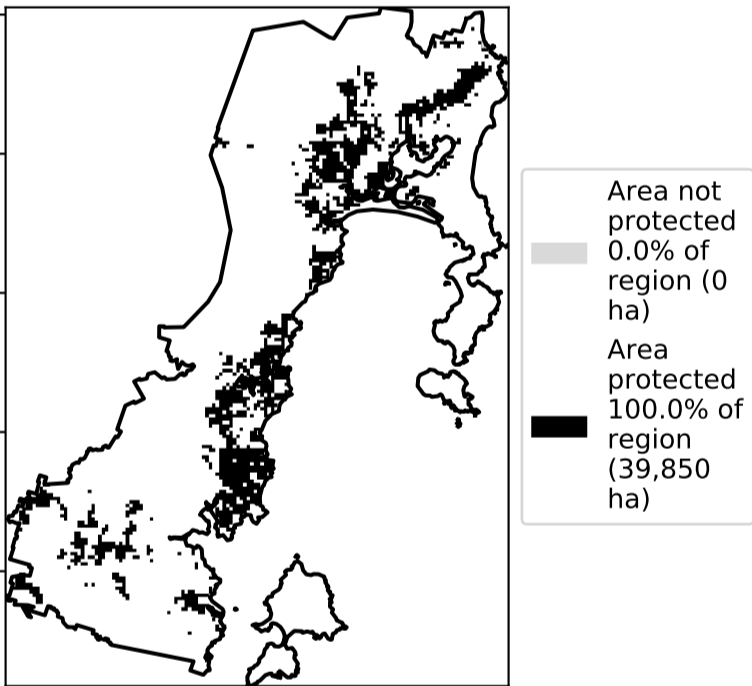 Area not
protected
0.0% of
region (0
ha)
Area
protected
100.0% of
region
(39,850
ha)